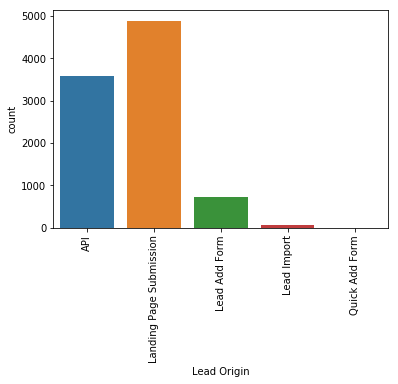 5000
4000
3000
2000
1000
0
count
API
Landing Page Submission
Lead Add Form
Lead Import
Quick Add Form
Lead Origin